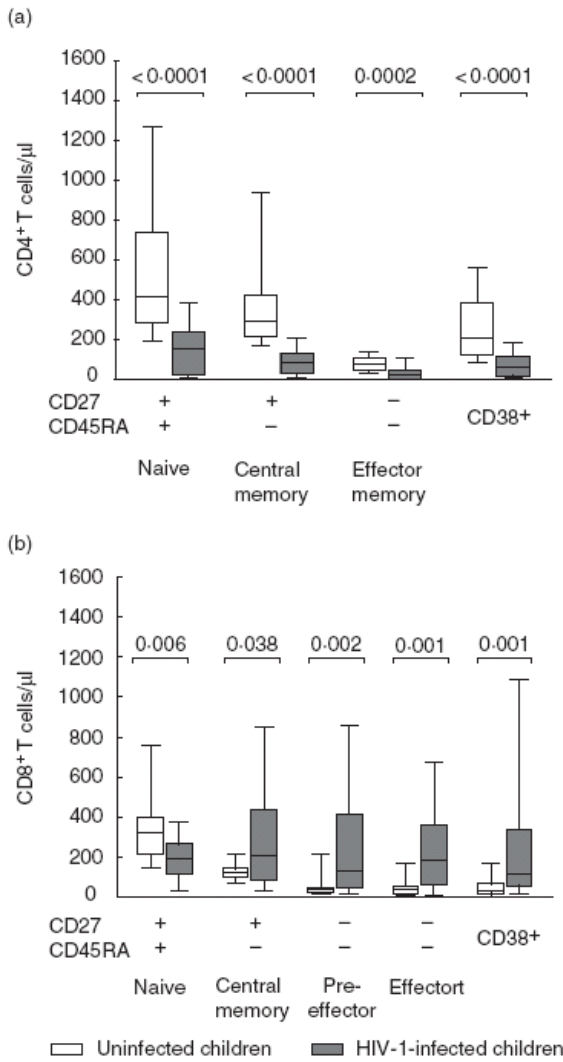 (a)
1600
1400
1200
1000
800
600
400
200
0
CD4+T cells/µl
<0·0001 <0·0001 0·0002 <0·0001
CD27 + + −
CD45RA + − − CD38+
Naive Central memory Effector memory
(b)
1600
1400
1200
1000
800
600
400
200
0
CD8+T cells/µl
0·006 0·038 0·002 0·001 0·001
CD27 + + − −
CD45RA + − − − CD38+
Naive Central Pre- Effectort
memory effector
Uninfected children HIV-1-infected children